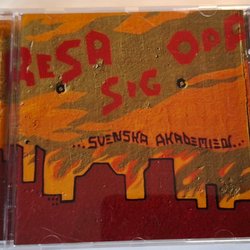 RESA SIG OPP
...SVENSKA AKADEMIEN...